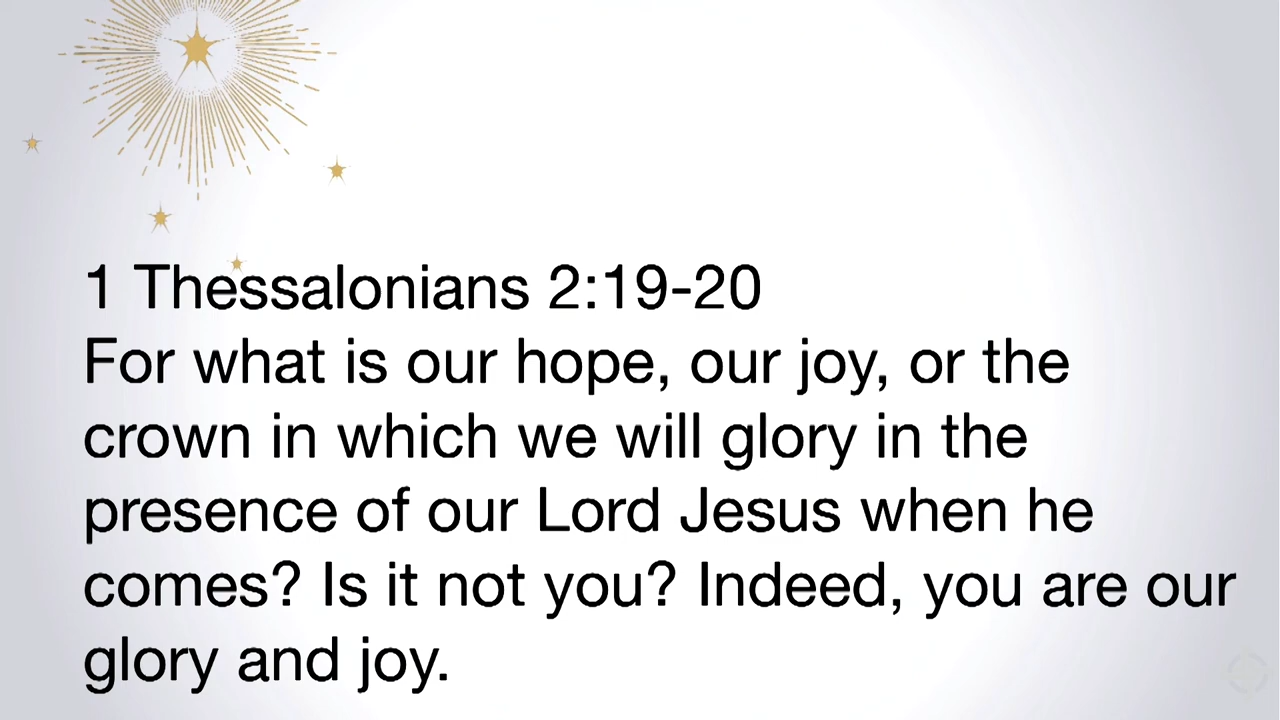 1 Thessalonians 2:19-20
For what is our hope, our joy, or the
crown in which we will glory in the
presence of our Lord Jesus when he
comes? Is it not you? Indeed, you are our
glory and joy.